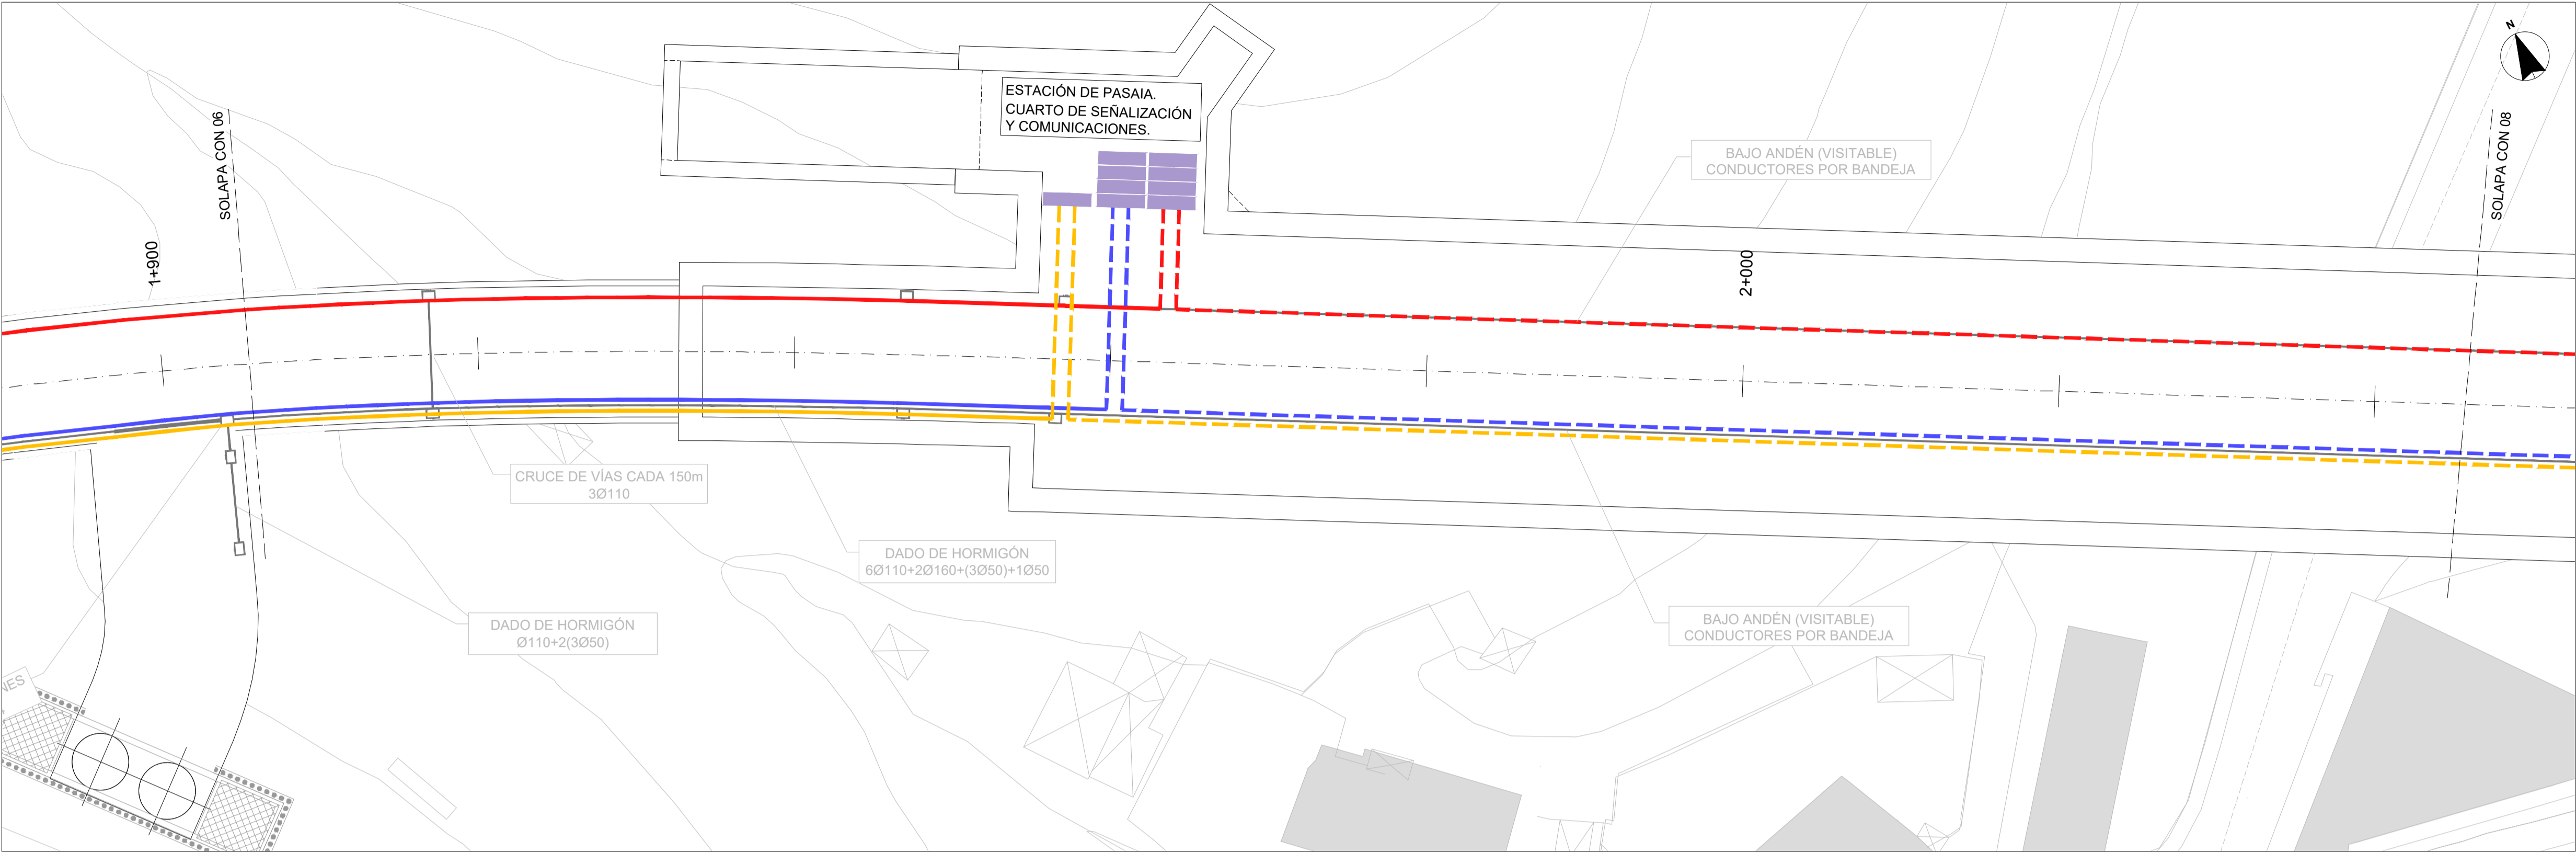 N
ESTACIÓN DE PASAIA.
CUARTO DE SEÑALIZACIÓN
Y COMUNICACIONES.
SOLAPA CON 06
SOLAPA CON 08
BAJO ANDÉN (VISITABLE)
CONDUCTORES POR BANDEJA
1+900
2+000
CRUCE DE VÍAS CADA 150m
3Ø110
DADO DE HORMIGÓN
6Ø110+2Ø160+(3Ø50)+1Ø50
DADO DE HORMIGÓN
Ø110+2(3Ø50)
BAJO ANDÉN (VISITABLE)
CONDUCTORES POR BANDEJA
NES